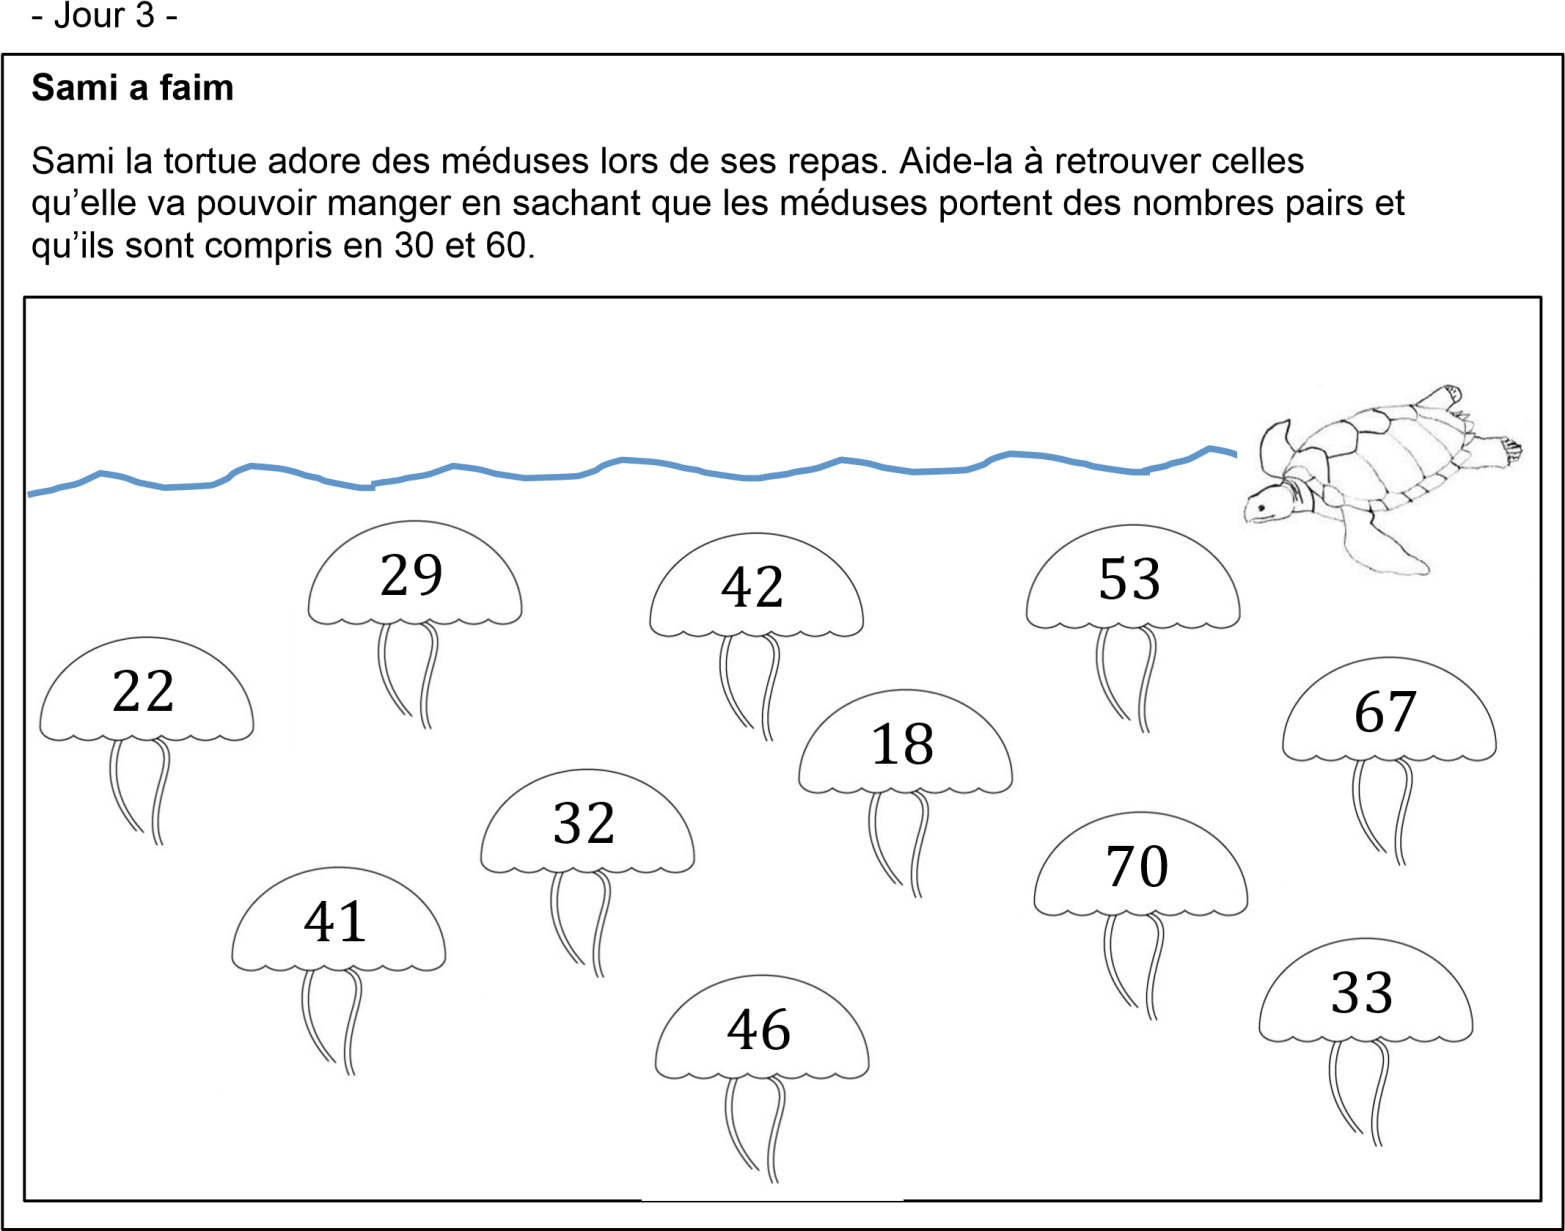 - Jour 3 -
Sami a faim
Sami la tortue adore des méduses lors de ses repas. Aide-la à retrouver celles
qu’elle va pouvoir manger en sachant que les méduses portent des nombres pairs et
qu’ils sont compris en 30 et 60.
29
42
53
22
67
18
32
70
41
33
46